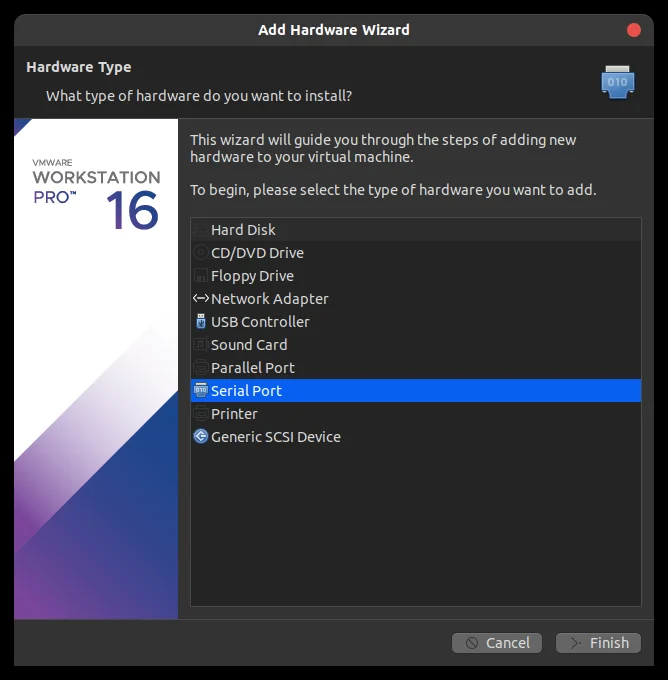 Add Hardware Wizard
Hardware Type
What type of hardware do you want to install?
010
VMWARE
WORKSTATION
PRO™ 16
This wizard will guide you through the steps of adding new
hardware to your virtual machine.
To begin, please select the type of hardware you want to add.
Hard Disk
CD/DVD Drive
Floppy Drive
Network Adapter
USB Controller
Sound Card
Parallel Port
010 Serial Port
Printer
Generic SCSI Device
Cancel
Finish